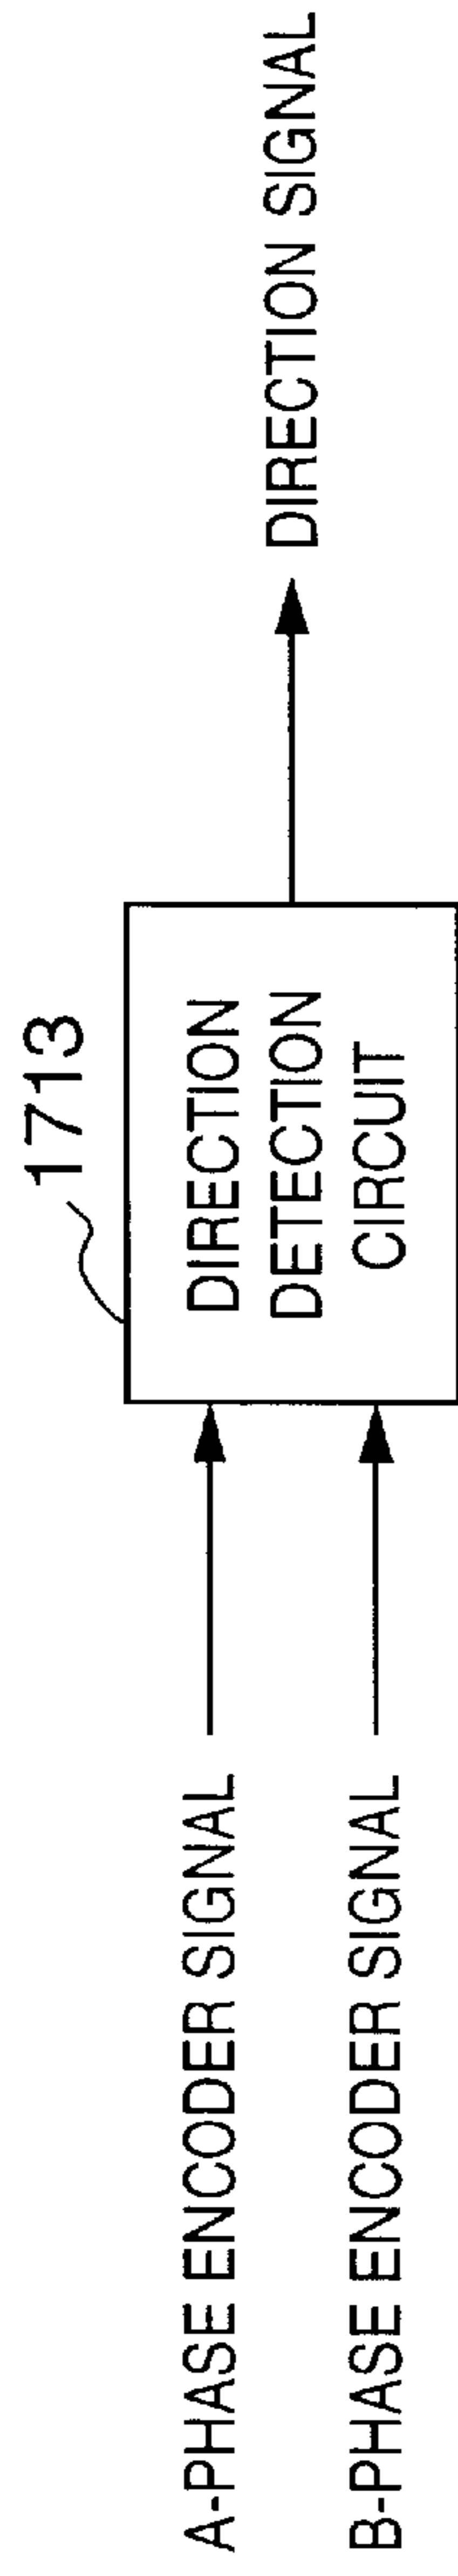 1713
A-PHASE ENCODER SIGNAL
B-PHASE ENCODER SIGNAL
DIRECTION
DETECTION
CIRCUIT
DIRECTION SIGNAL